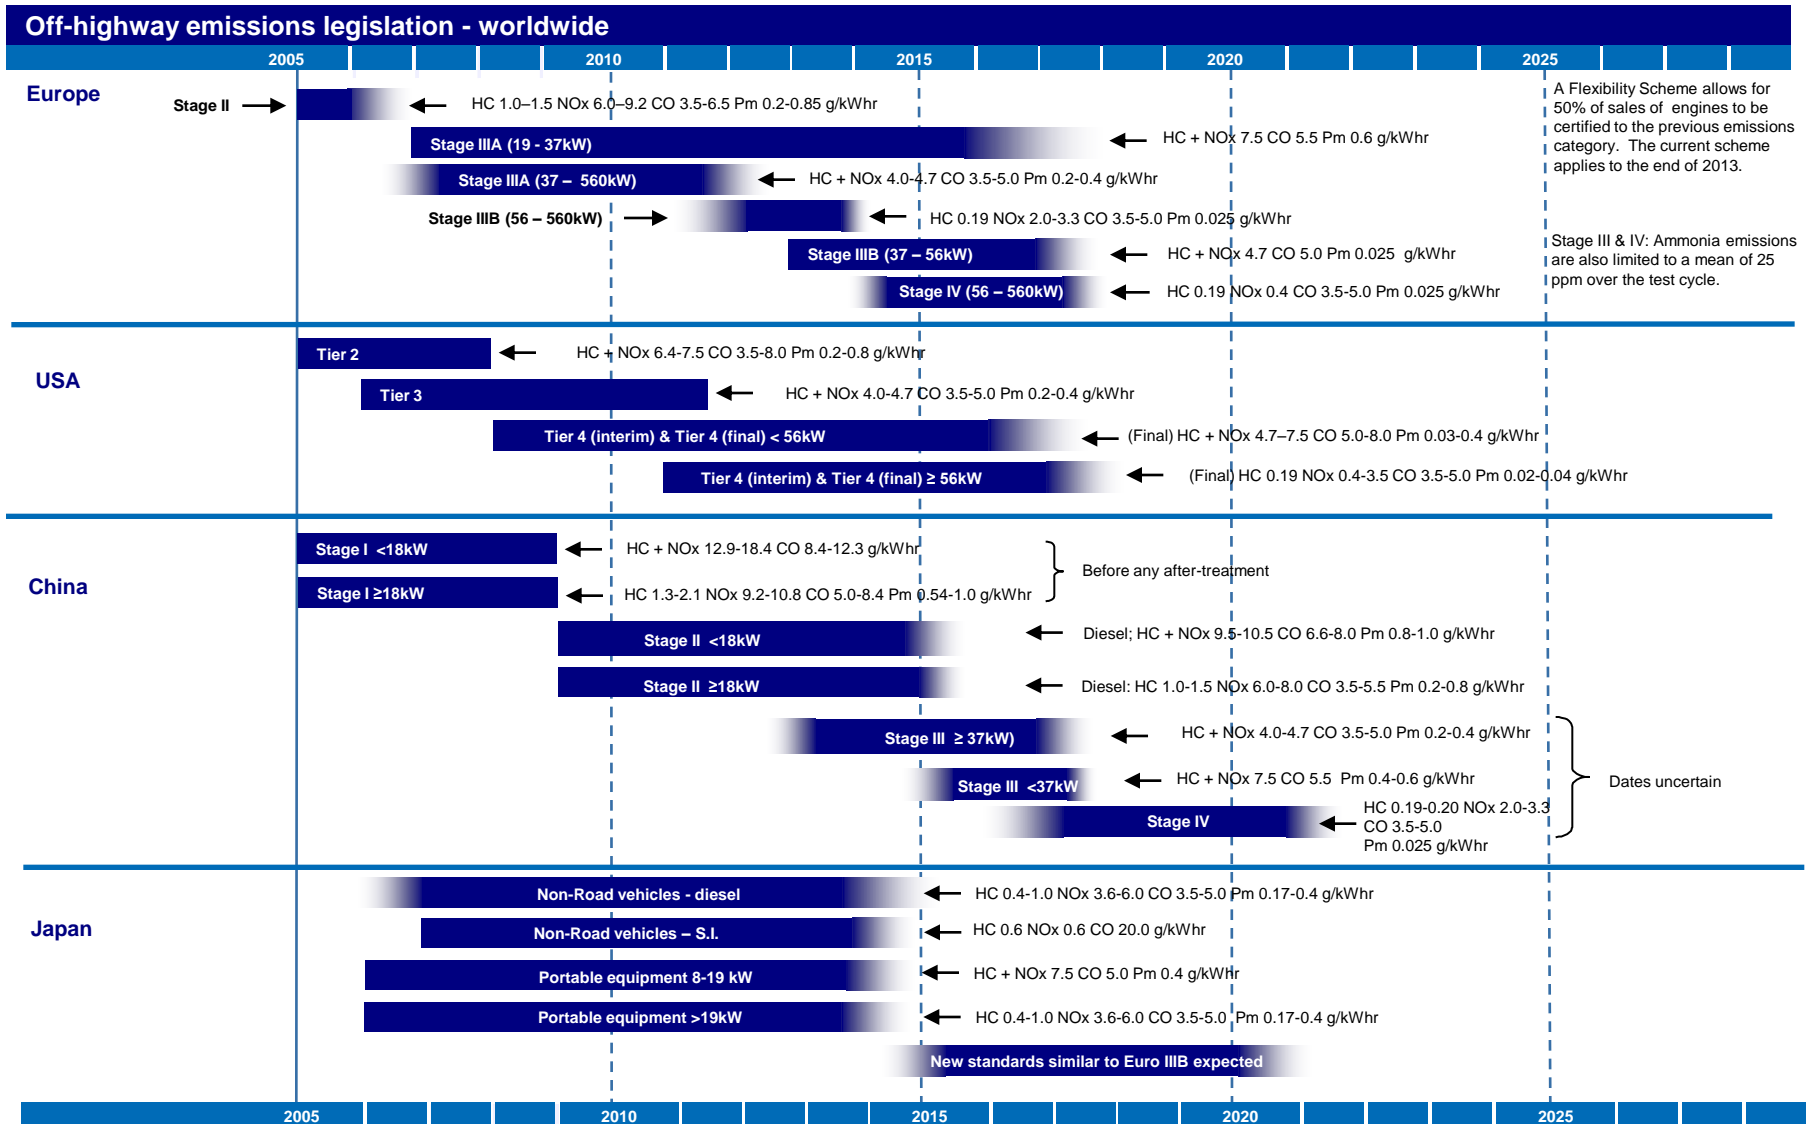 Off-highway emissions legislation - worldwide
2005 2010 2015 2020 2025
Europe
Stage II
HC 1.0–1.5 NOx 6.0–9.2 CO 3.5-6.5 Pm 0.2-0.85 g/kWhr
A Flexibility Scheme allows for
50% of sales of engines to be
certified to the previous emissions
category. The current scheme
applies to the end of 2013.
Stage IIIA (19 - 37kW)
HC + NOx 7.5 CO 5.5 Pm 0.6 g/kWhr
Stage IIIA (37 – 560kW)
HC + NOx 4.0-4.7 CO 3.5-5.0 Pm 0.2-0.4 g/kWhr
Stage IIIB (56 – 560kW)
HC 0.19 NOx 2.0-3.3 CO 3.5-5.0 Pm 0.025 g/kWhr
Stage IIIB (37 – 56kW)
HC + NOx 4.7 CO 5.0 Pm 0.025 g/kWhr
Stage III & IV: Ammonia emissions
are also limited to a mean of 25
ppm over the test cycle.
Stage IV (56 – 560kW)
HC 0.19 NOx 0.4 CO 3.5-5.0 Pm 0.025 g/kWhr
USA
Tier 2
HC + NOx 6.4-7.5 CO 3.5-8.0 Pm 0.2-0.8 g/kWhr
Tier 3
HC + NOx 4.0-4.7 CO 3.5-5.0 Pm 0.2-0.4 g/kWhr
Tier 4 (interim) & Tier 4 (final) < 56kW
(Final) HC + NOx 4.7–7.5 CO 5.0-8.0 Pm 0.03-0.4 g/kWhr
Tier 4 (interim) & Tier 4 (final) ≥ 56kW
(Final) HC 0.19 NOx 0.4-3.5 CO 3.5-5.0 Pm 0.02-0.04 g/kWhr
China
Stage I <18kW
HC + NOx 12.9-18.4 CO 8.4-12.3 g/kWhr
Before any after-treatment
Stage I ≥18kW
HC 1.3-2.1 NOx 9.2-10.8 CO 5.0-8.4 Pm 0.54-1.0 g/kWhr
Stage II <18kW
Diesel; HC + NOx 9.5-10.5 CO 6.6-8.0 Pm 0.8-1.0 g/kWhr
Stage II ≥18kW
Diesel: HC 1.0-1.5 NOx 6.0-8.0 CO 3.5-5.5 Pm 0.2-0.8 g/kWhr
Stage III ≥ 37kW)
HC + NOx 4.0-4.7 CO 3.5-5.0 Pm 0.2-0.4 g/kWhr
Stage III <37kW
HC + NOx 7.5 CO 5.5 Pm 0.4-0.6 g/kWhr
Dates uncertain
Stage IV
HC 0.19-0.20 NOx 2.0-3.3
CO 3.5-5.0
Pm 0.025 g/kWhr
Japan
Non-Road vehicles - diesel
HC 0.4-1.0 NOx 3.6-6.0 CO 3.5-5.0 Pm 0.17-0.4 g/kWhr
Non-Road vehicles – S.I.
HC 0.6 NOx 0.6 CO 20.0 g/kWhr
Portable equipment 8-19 kW
HC + NOx 7.5 CO 5.0 Pm 0.4 g/kWhr
Portable equipment >19kW
HC 0.4-1.0 NOx 3.6-6.0 CO 3.5-5.0 Pm 0.17-0.4 g/kWhr
New standards similar to Euro IIIB expected
2005 2010 2015 2020 2025